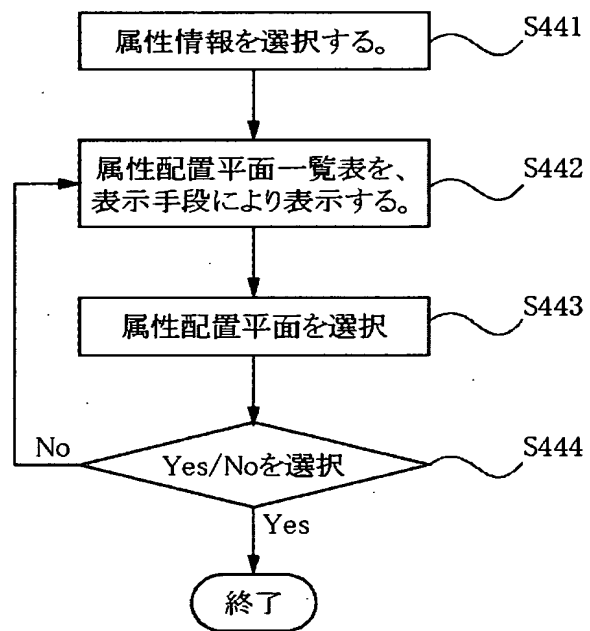 属性情報を選択する。
S441
属性配置平面一覧表を、
表示手段により表示する。
S442
属性配置平面を選択
S443
No
Yes/Noを選択
S444
Yes
終了